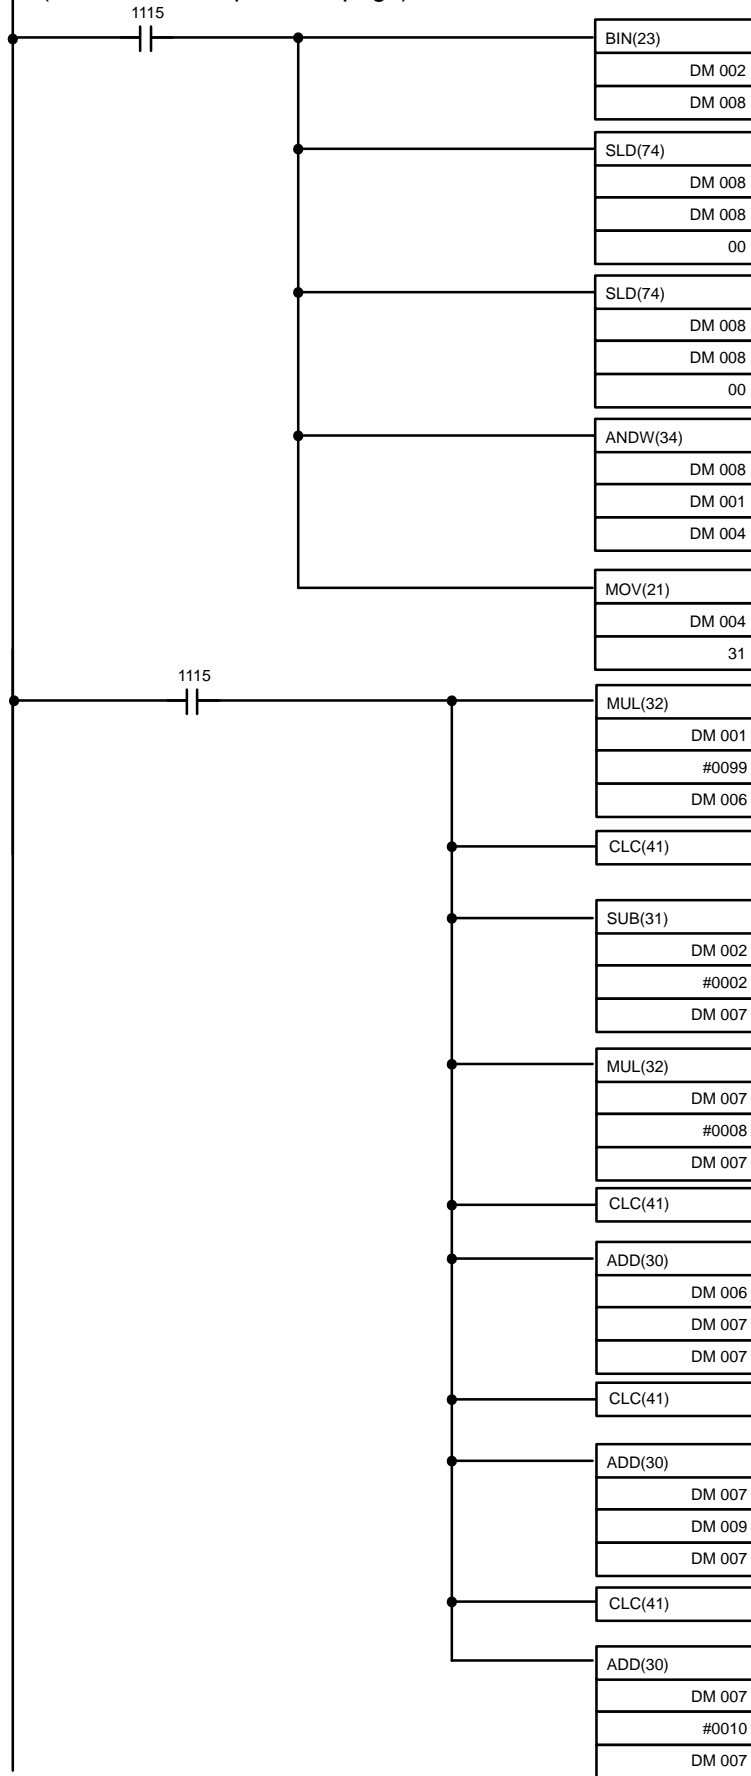 1115
BIN(23)
DM 002
DM 008
SLD(74)
DM 008
DM 008
00
SLD(74)
DM 008
DM 008
00
ANDW(34)
DM 008
DM 001
DM 004
MOV(21)
DM 004
31
1115
MUL(32)
DM 001
#0099
DM 006
CLC(41)
SUB(31)
DM 002
#0002
DM 007
MUL(32)
DM 007
#0008
DM 007
CLC(41)
ADD(30)
DM 006
DM 007
DM 007
CLC(41)
ADD(30)
DM 007
DM 009
DM 007
CLC(41)
ADD(30)
DM 007
#0010
DM 007